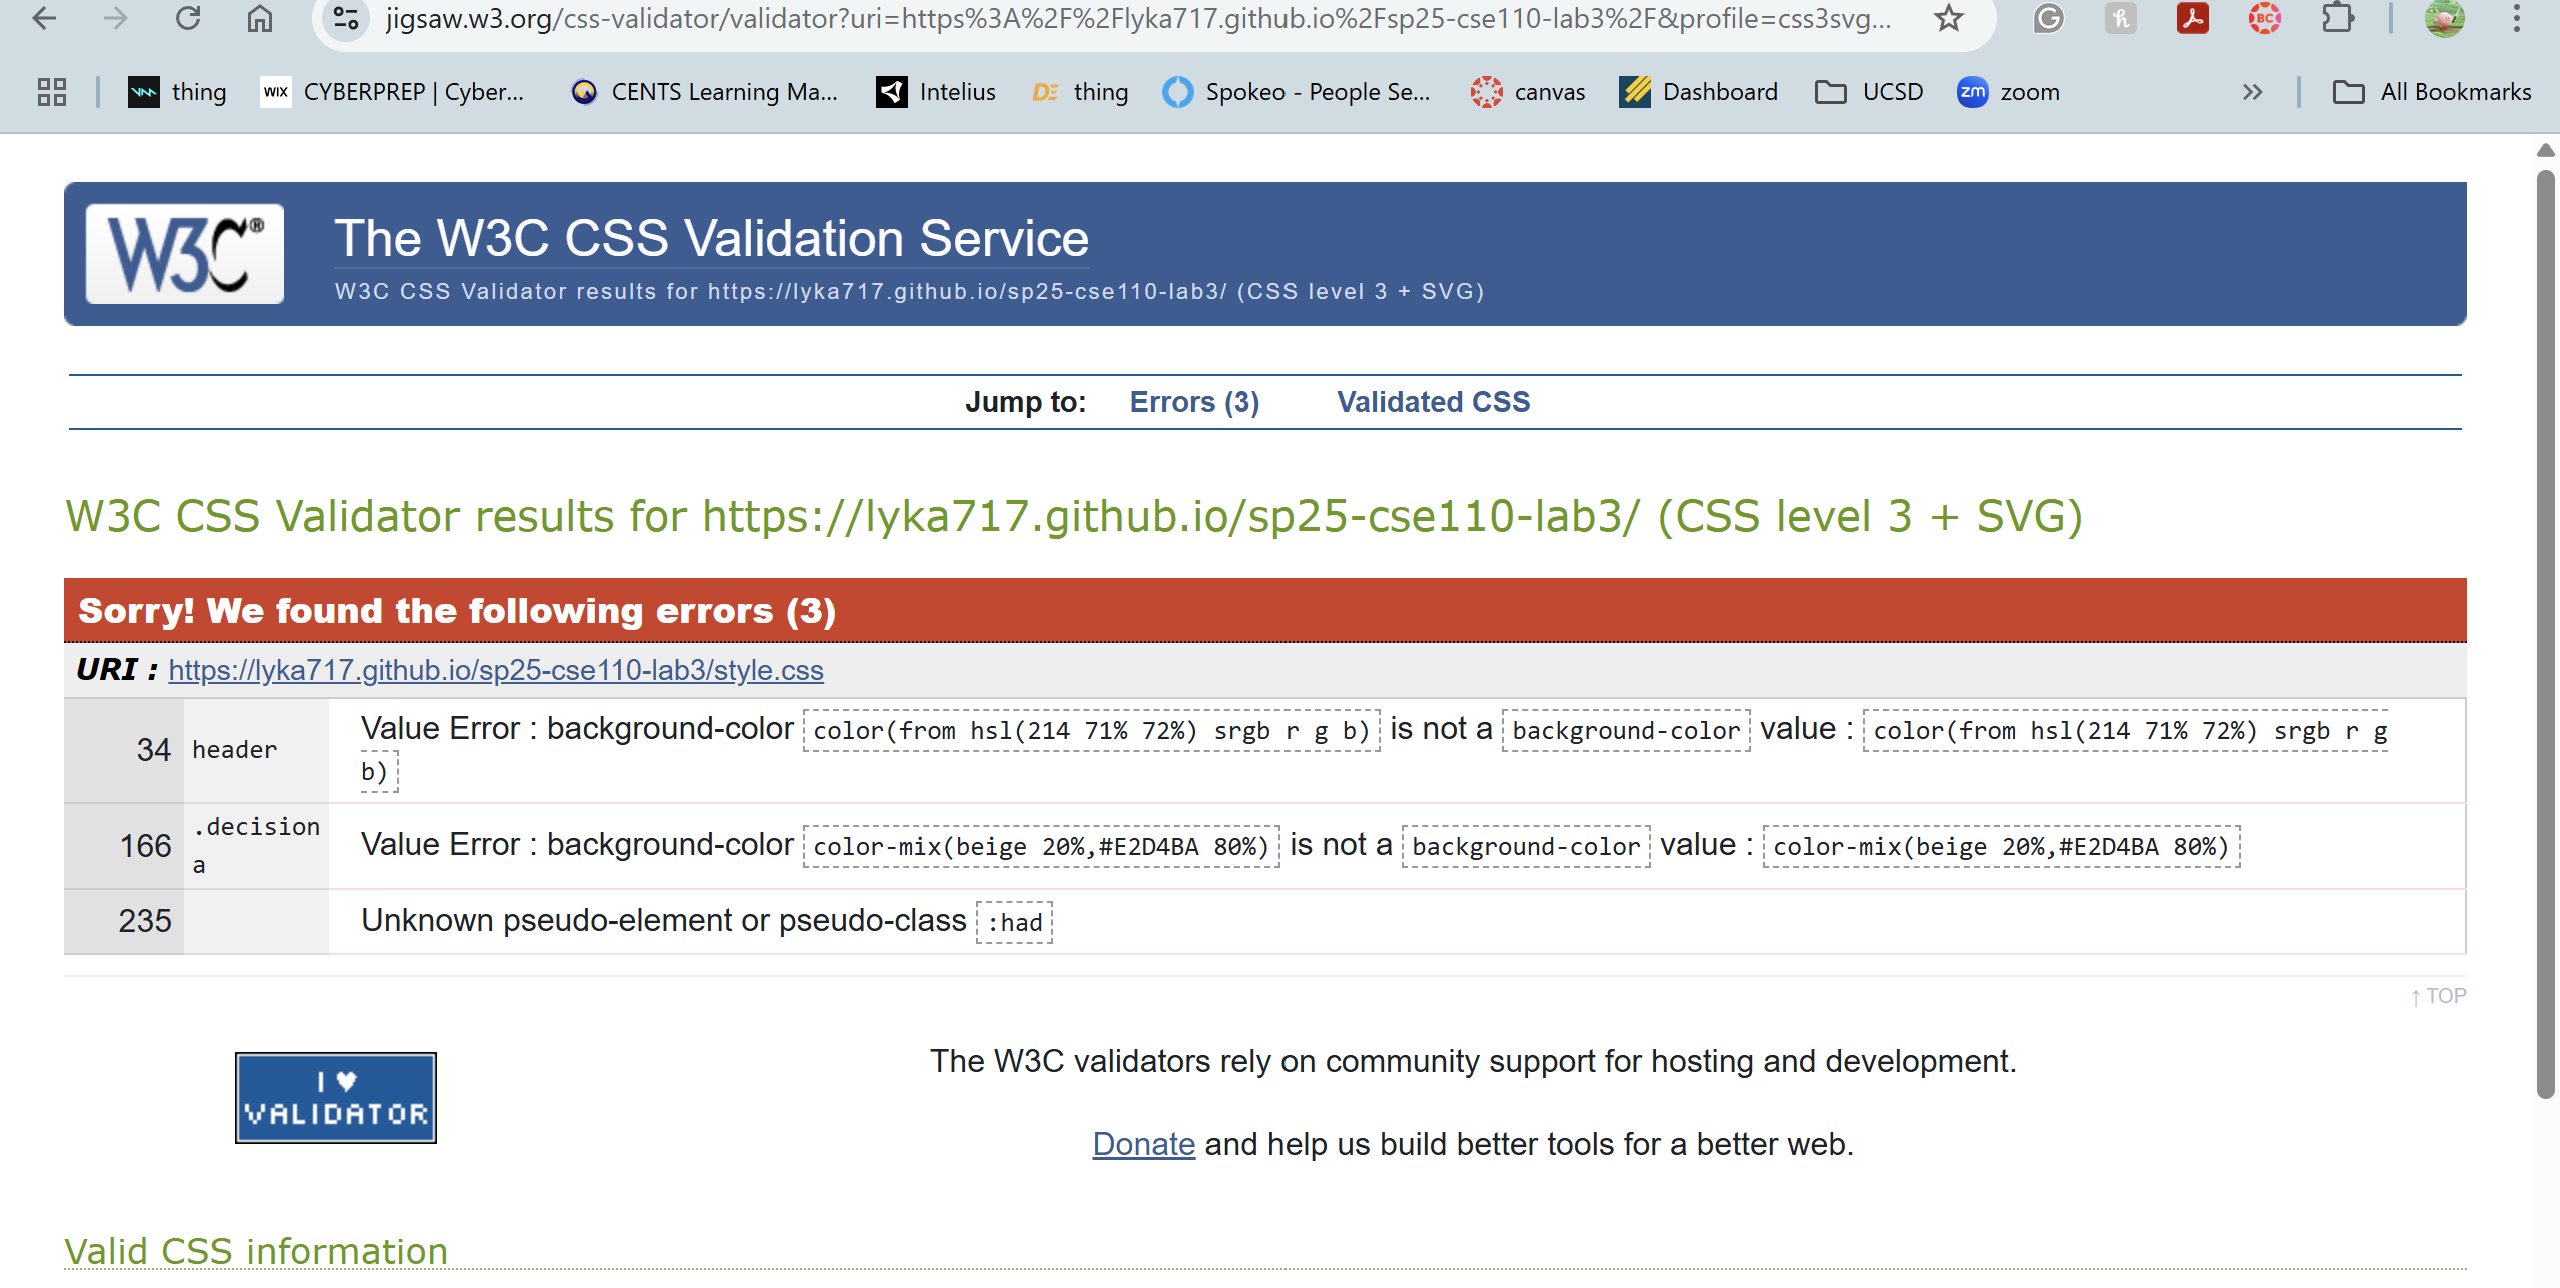 jigsaw.w3.org/css-validator/validator?uri=https%3A%2F%2Flyka717.github.io%2Fsp25-cse110-lab3%2F&profile=css3svg...
thing CYBERPREP | Cyber... CENTS Learning Ma... Intelius DE thing Spokeo - People Se... canvas Dashboard UCSD zm zoom All Bookmarks
W3C® The W3C CSS Validation Service
W3C CSS Validator results for https://lyka717.github.io/sp25-cse110-lab3/ (CSS level 3 + SVG)
Jump to: Errors (3) Validated CSS
W3C CSS Validator results for https://lyka717.github.io/sp25-cse110-lab3/ (CSS level 3 + SVG)
Sorry! We found the following errors (3)
URI : https://lyka717.github.io/sp25-cse110-lab3/style.css
34 header Value Error : background-color color(from hsl(214 71% 72%) srgb r g b) is not a background-color value : color(from hsl(214 71% 72%) srgb r g
b)
166 .decision
a Value Error : background-color color-mix(beige 20%,#E2D4BA 80%) is not a background-color value : color-mix(beige 20%,#E2D4BA 80%)
235 Unknown pseudo-element or pseudo-class :had
↑ TOP
I ♥
VALIDATOR
The W3C validators rely on community support for hosting and development.
Donate and help us build better tools for a better web.
Valid CSS information